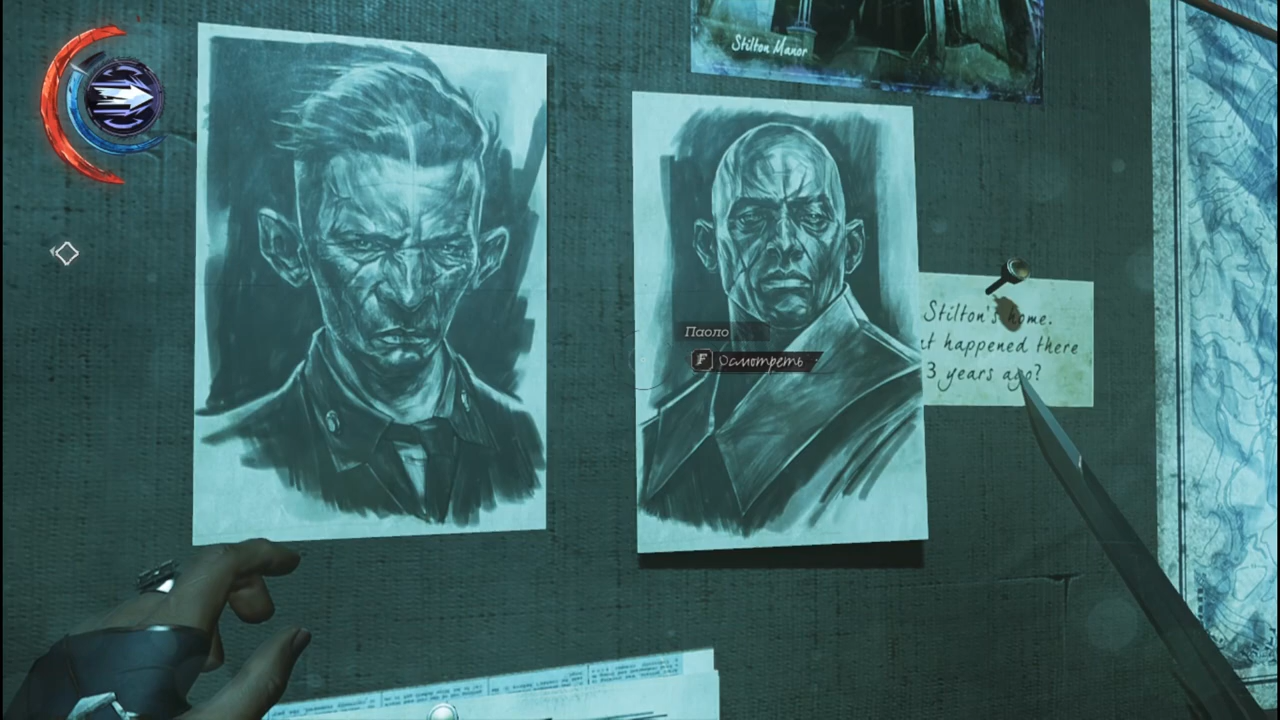 Stilton Manor
Паоло
F Осмотреть
Stilton's home.
t happened there
3 years ago?